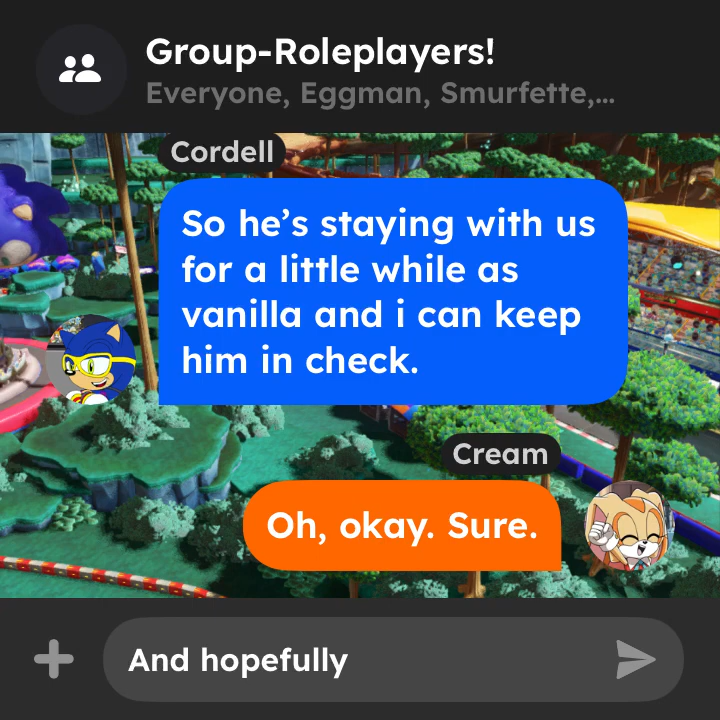 Group-Roleplayers!
Everyone, Eggman, Smurfette,...
Cordell
So he’s staying with us
for a little while as
vanilla and i can keep
him in check.
Cream
Oh, okay. Sure.
And hopefully